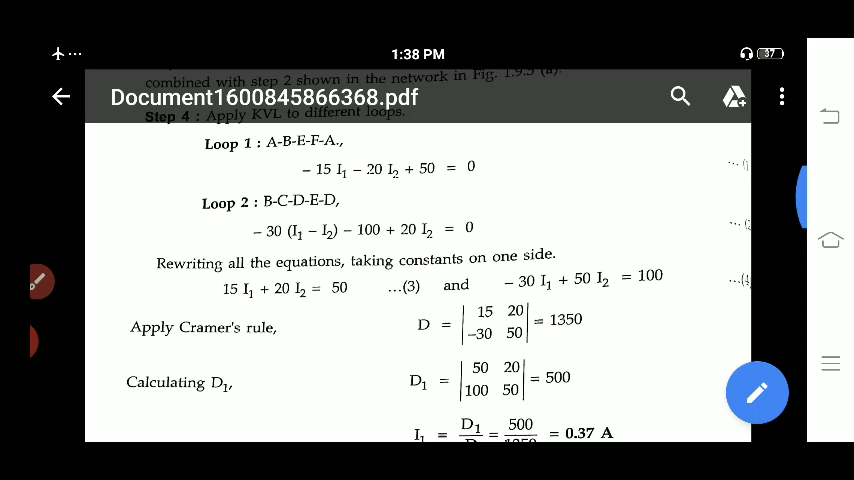 1:38 PM
37
combined with step 2 shown in the network in Fig. 1.9.5 (a).
Document1600845866368.pdf
Step 4 : Apply KVL to different loops.
Loop 1 : A-B-E-F-A.,
– 15 I₁ – 20 I₂ + 50 = 0 ... (1
Loop 2 : B-C-D-E-D,
– 30 (I₁ – I₂) – 100 + 20 I₂ = 0
Rewriting all the equations, taking constants on one side.
15 I₁ + 20 I₂ = 50 ...(3) and – 30 I₁ + 50 I₂ = 100 ...(4
Apply Cramer's rule, D = | 15 20 | = 1350
| –30 50 |
Calculating D₁, D₁ = | 50 20 | = 500
| 100 50 |
I₁ = D₁ = 500 = 0.37 A